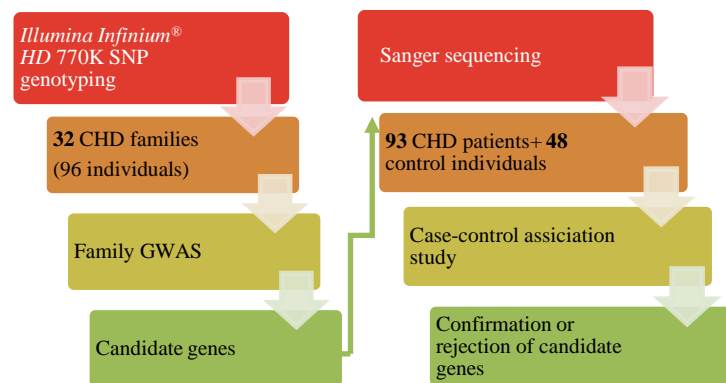 Illumina Infinium®
HD 770K SNP
genotyping
32 CHD families
(96 individuals)
Family GWAS
Candidate genes
Sanger sequencing
93 CHD patients+ 48
control individuals
Case-control assiciation
study
Confirmation or
rejection of candidate
genes